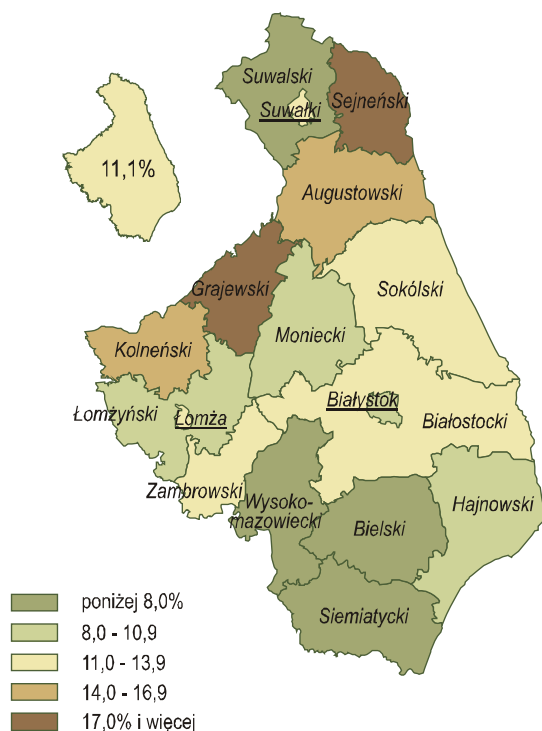 Suwalski
Suwałki
Sejneński
11,1%
Augustowski
Sokólski
Grajewski
Moniecki
Kolneński
Łomżyński
Łomża
Białystok
Białostocki
Zambrowski
Wysoko-
mazowiecki
Hajnowski
Bielski
Siemiatycki
poniżej 8,0%
8,0 - 10,9
11,0 - 13,9
14,0 - 16,9
17,0% i więcej